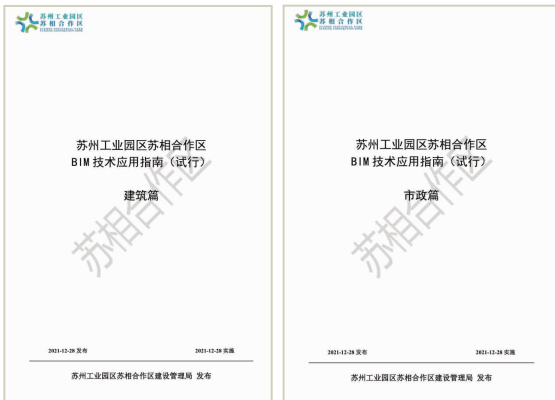 苏州工业园区
苏相合作区
苏州工业园区苏相合作区
BIM技术应用指南（试行）
建筑篇
苏相合作区
2021-12-28 发布
2021-12-28 实施
苏州工业园区苏相合作区建设管理局 发布
苏州工业园区
苏相合作区
苏州工业园区苏相合作区
BIM技术应用指南（试行）
市政篇
苏相合作区
2021-12-28 发布
2021-12-28 实施
苏州工业园区苏相合作区建设管理局 发布